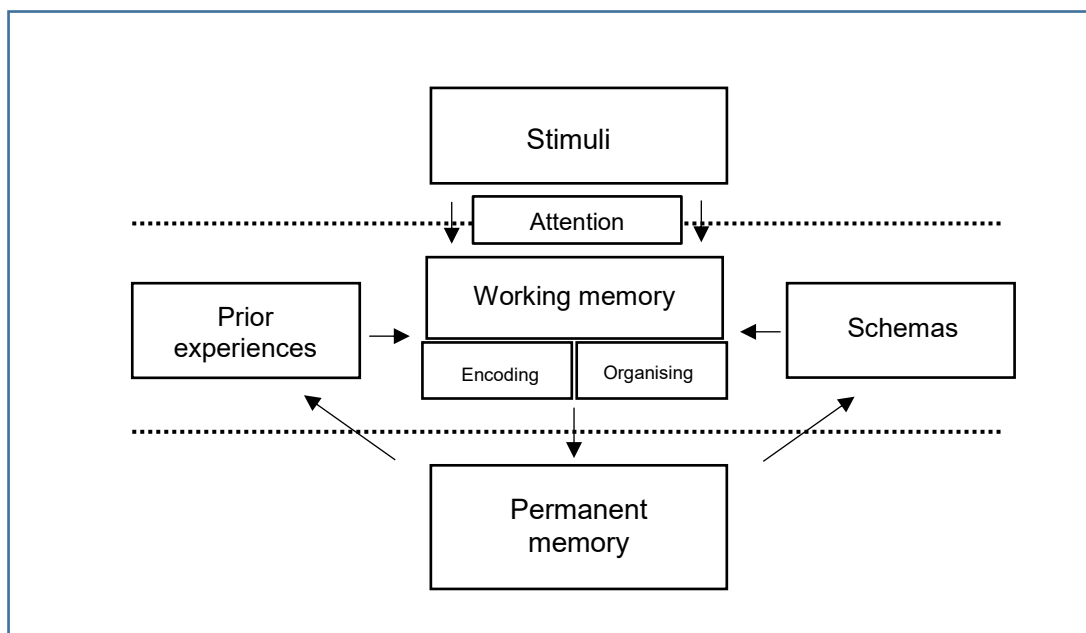 Stimuli
Attention
Working memory
Prior
experiences
Schemas
Encoding
Organising
Permanent
memory